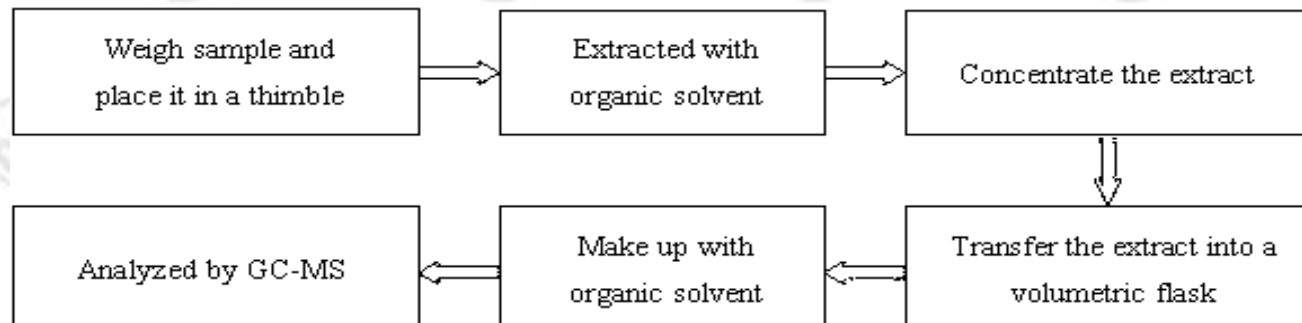 Weigh sample and
place it in a thimble
Extracted with
organic solvent
Concentrate the extract
Transfer the extract into a
volumetric flask
Make up with
organic solvent
Analyzed by GC-MS